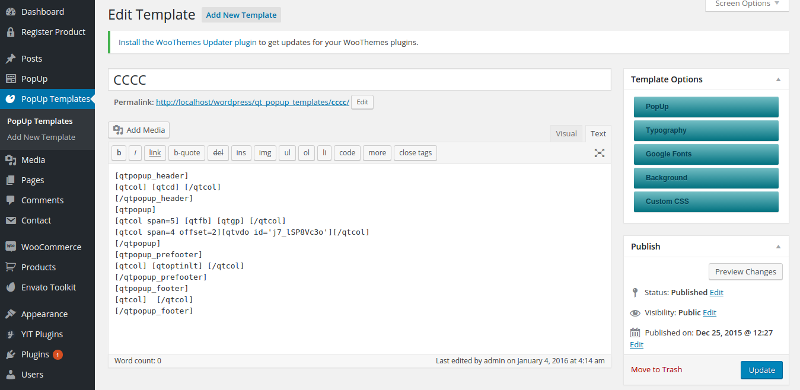 Dashboard
Register Product
Posts
PopUp
PopUp Templates
PopUp Templates
Add New Template
Media
Pages
Comments
Contact
WooCommerce
Products
Envato Toolkit
Appearance
YIT Plugins
Plugins 1
Users
Edit Template Add New Template
Screen Options
Install the WooThemes Updater plugin to get updates for your WooThemes plugins.
CCCC
Permalink: http://localhost/wordpress/qt_popup_templates/cccc/ Edit
Add Media
Visual Text
b i link b-quote del ins img ul ol li code more close tags
[qtpopup_header]
[qtcol] [qtcd] [/qtcol]
[/qtpopup_header]
[qtpopup]
[qtcol span=5] [qtfb] [qtgp] [/qtcol]
[qtcol span=4 offset=2][qtvdo id='j7_l5P8Vc3o'][/qtcol]
[/qtpopup]
[qtpopup_prefooter]
[qtcol] [qtoptinlt] [/qtcol]
[/qtpopup_prefooter]
[qtpopup_footer]
[qtcol] [/qtcol]
[/qtpopup_footer]
Word count: 0 Last edited by admin on January 4, 2016 at 4:14 am
Template Options
PopUp
Typography
Google Fonts
Background
Custom CSS
Publish
Preview Changes
Status: Published Edit
Visibility: Public Edit
Published on: Dec 25, 2015 @ 12:27
Edit
Move to Trash Update